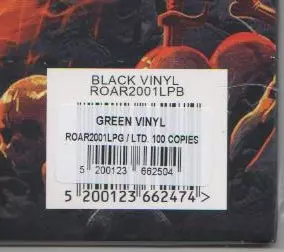 BLACK VINYL
ROAR2001LPB
GREEN VINYL
ROAR2001LPG / LTD. 100 COPIES
5 200123 662504
5 200123 662474 >